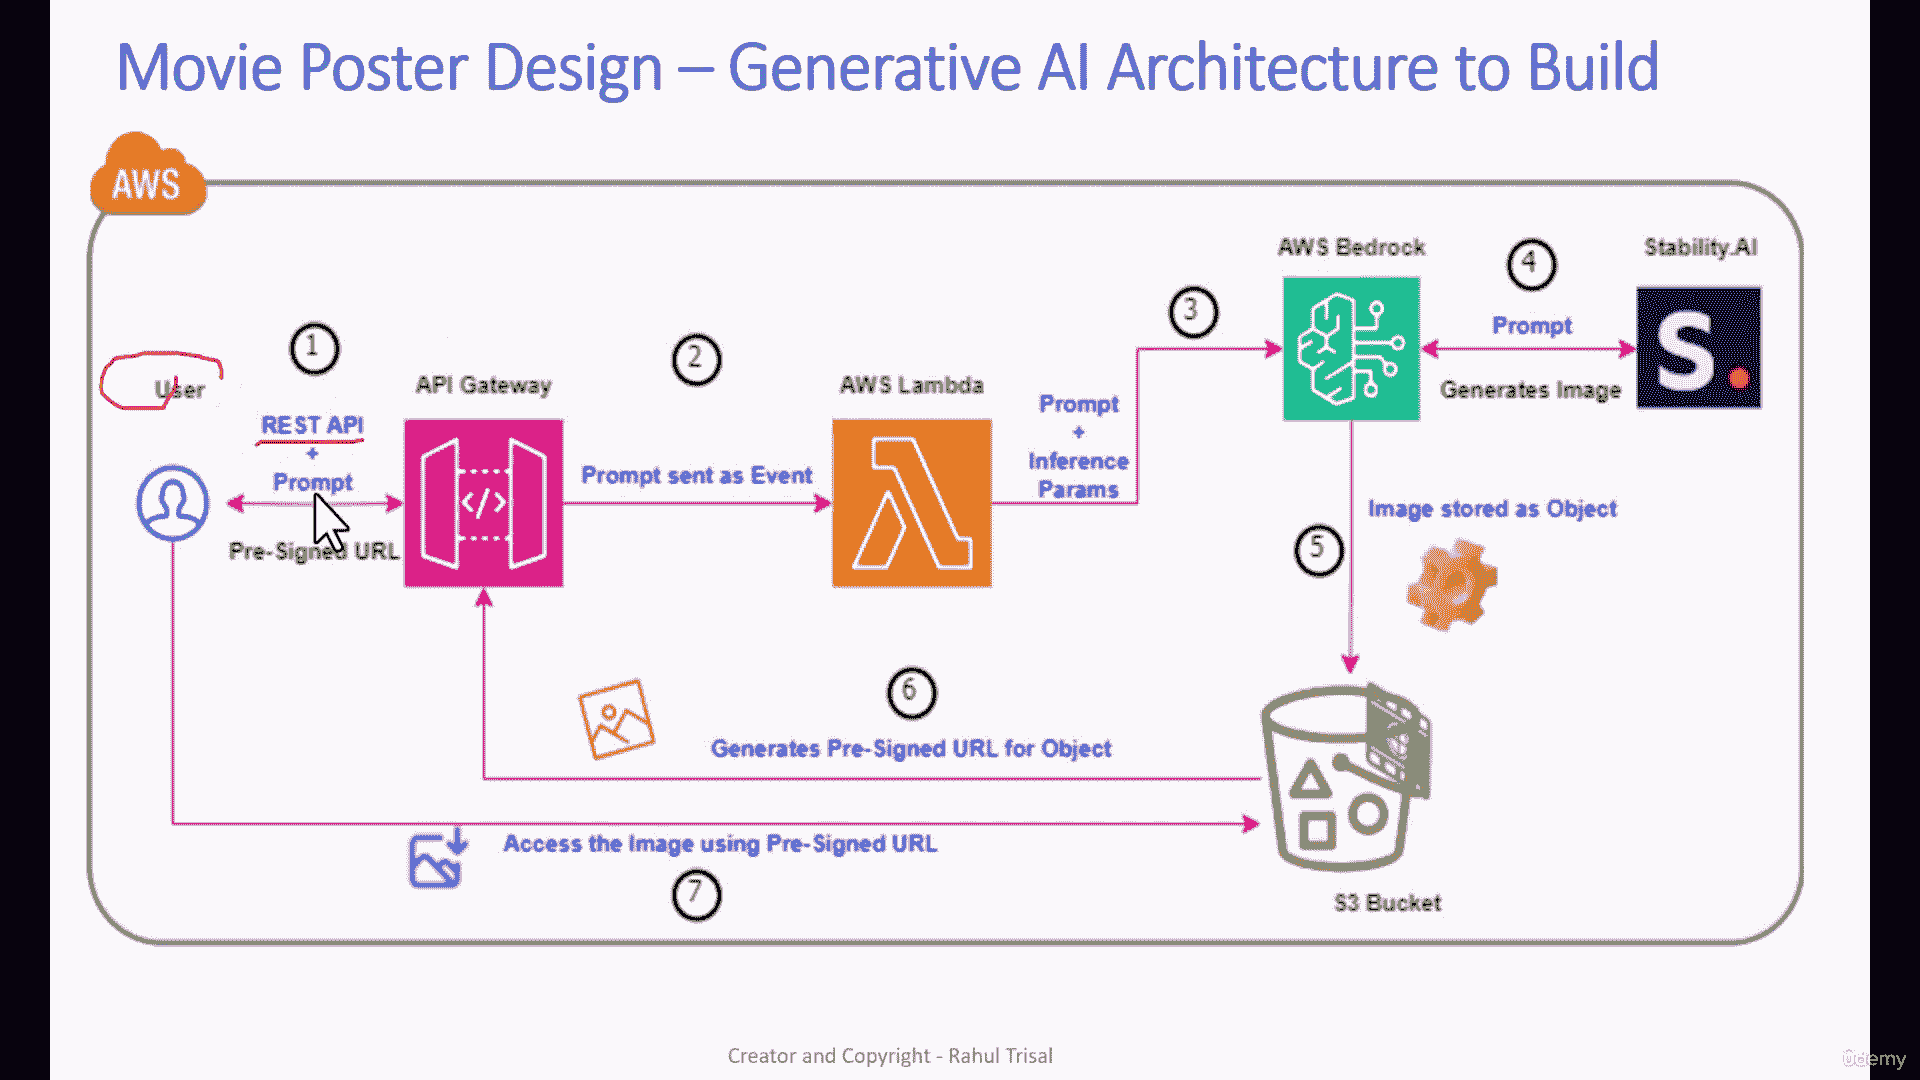 Movie Poster Design – Generative AI Architecture to Build
AWS
AWS Bedrock
4
Stability.AI
3
Prompt
S.
Generates Image
1
2
User
API Gateway
AWS Lambda
REST API
+
Prompt
Pre-Signed URL
</>
Prompt sent as Event
Prompt
+
Inference
Params
Image stored as Object
5
6
Generates Pre-Signed URL for Object
Access the Image using Pre-Signed URL
7
S3 Bucket
Creator and Copyright - Rahul Trisal
ûdemy